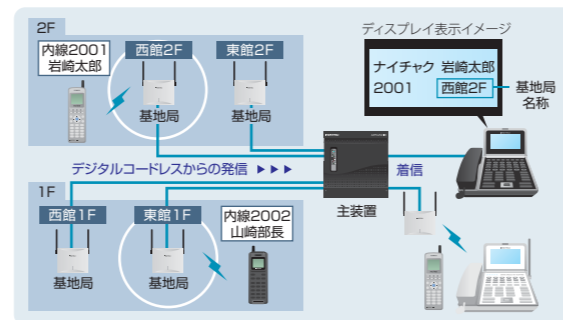 2F
内線2001
岩崎太郎
西館2F
東館2F
基地局
基地局
デジタルコードレスからの発信 ▶▶▶
1F
西館1F
東館1F
内線2002
山崎部長
基地局
基地局
主装置
着信
ディスプレイ表示イメージ
ナイチャク 岩崎太郎
2001 西館2F
基地局
名称